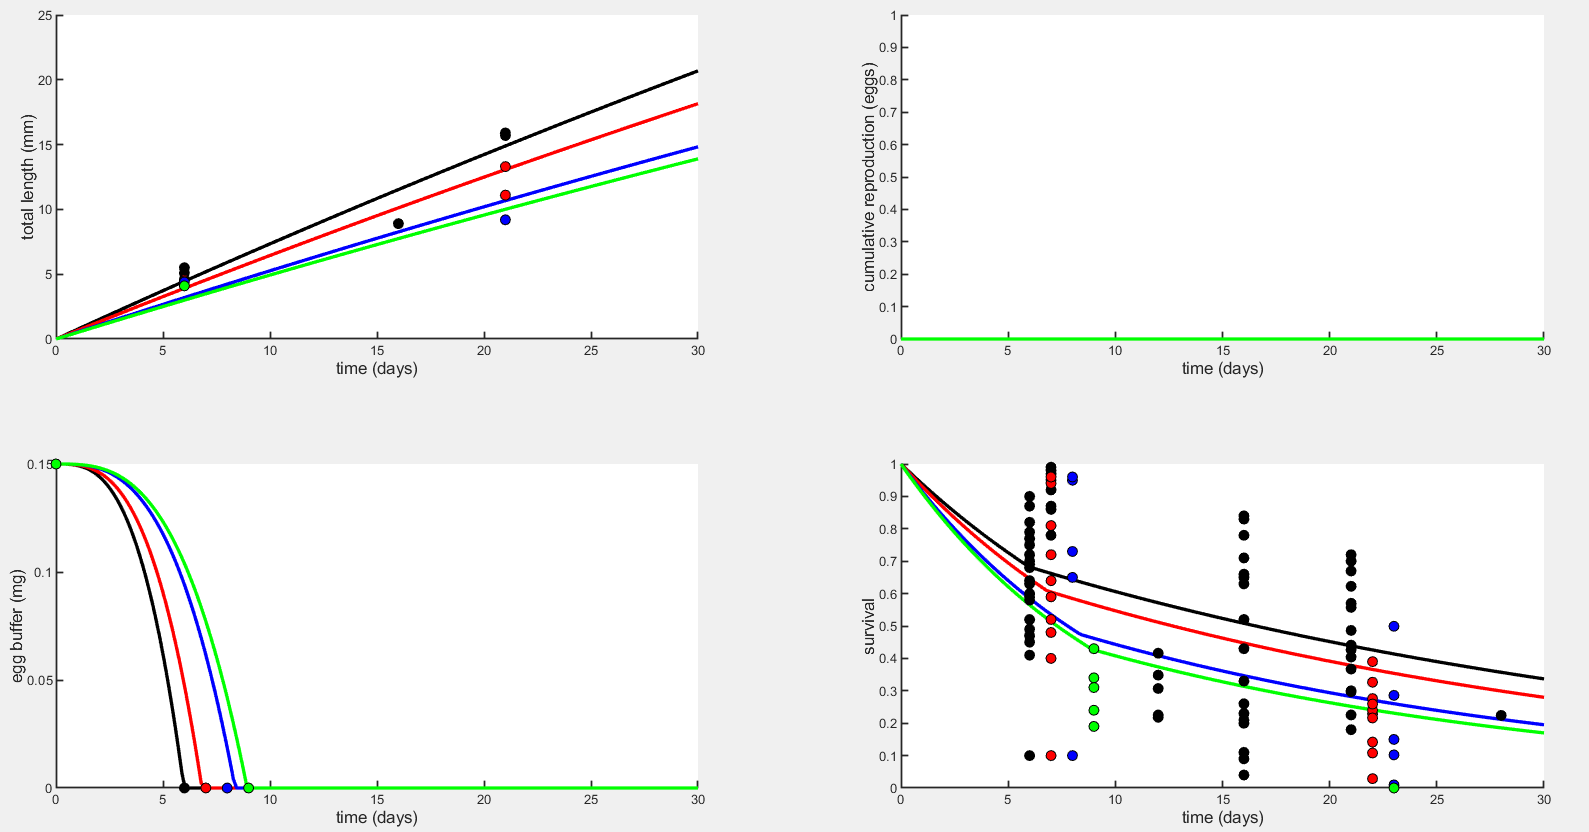 25
20
15
10
5
0
total length (mm)
0 5 10 15 20 25 30
time (days)
1
0.9
0.8
0.7
0.6
0.5
0.4
0.3
0.2
0.1
0
cumulative reproduction (eggs)
0 5 10 15 20 25 30
time (days)
0.15
0.1
0.05
0
egg buffer (mg)
0 5 10 15 20 25 30
time (days)
1
0.9
0.8
0.7
0.6
0.5
0.4
0.3
0.2
0.1
0
survival
0 5 10 15 20 25 30
time (days)